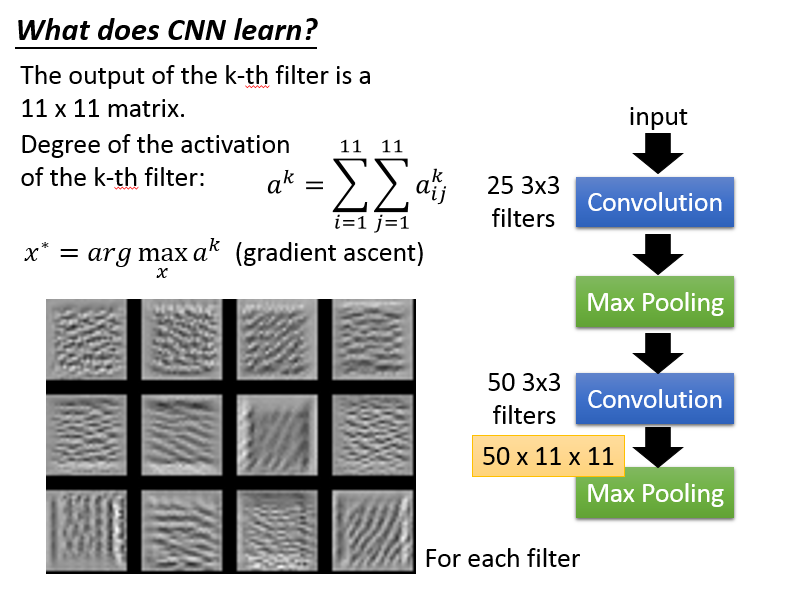 What does CNN learn?
The output of the k-th filter is a
11 x 11 matrix.
Degree of the activation
of the k-th filter:
a^k = ∑_{i=1}^{11} ∑_{j=1}^{11} a_{ij}^k
x* = arg max_x a^k (gradient ascent)
input
25 3x3
filters
Convolution
Max Pooling
50 3x3
filters
Convolution
50 x 11 x 11
Max Pooling
For each filter